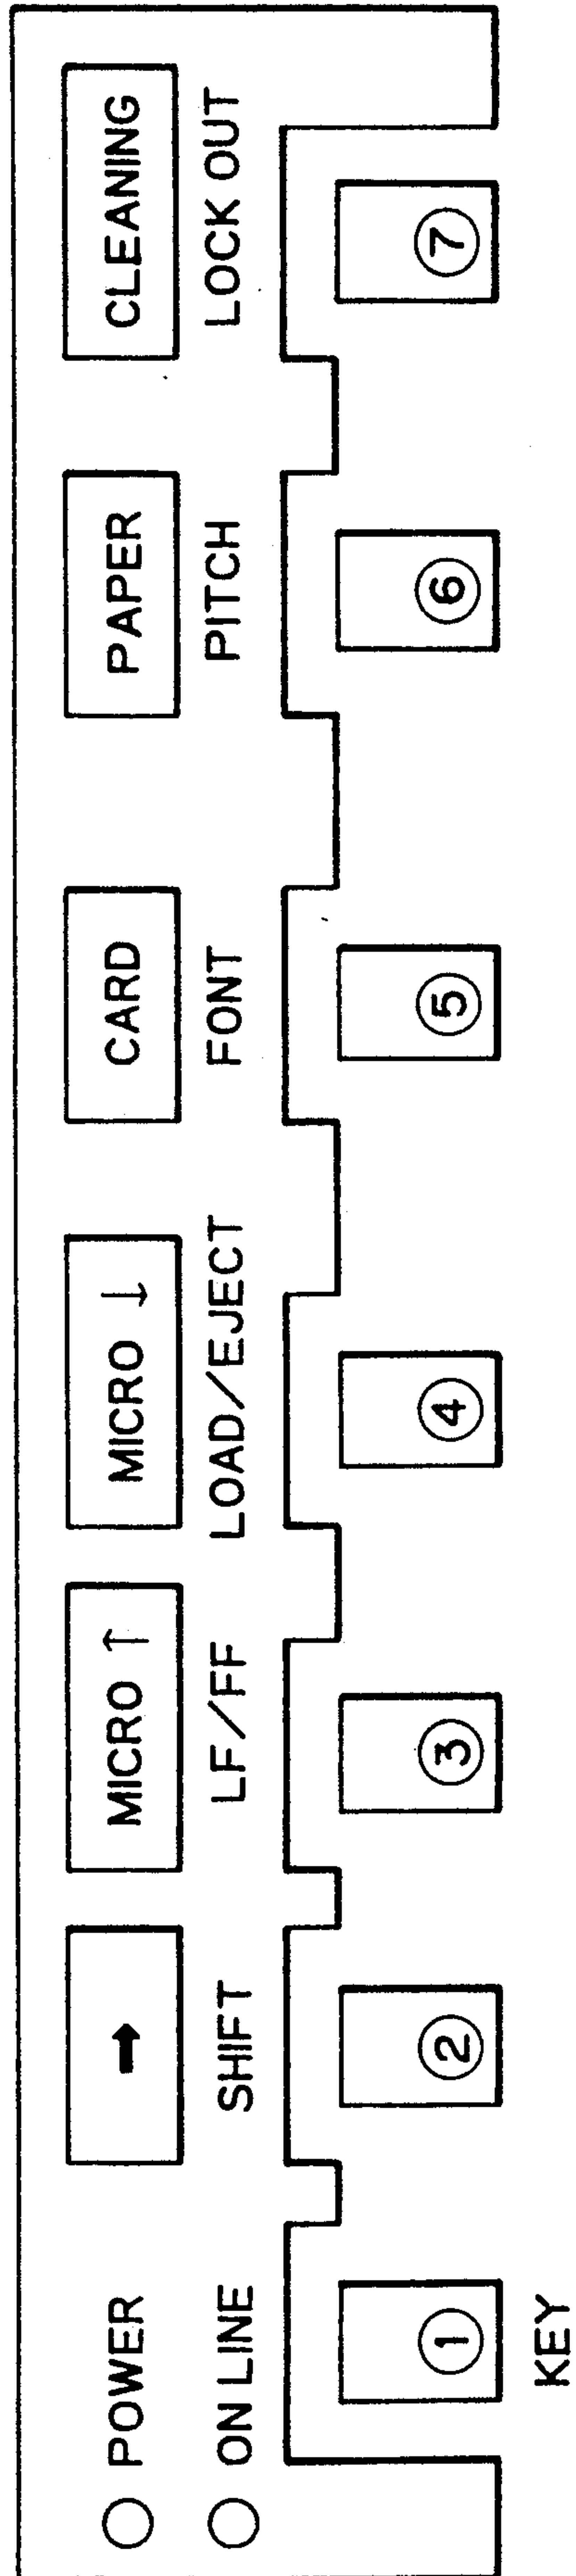 POWER → MICRO ↑ MICRO ↓ CARD PAPER CLEANING
ON LINE SHIFT LF/FF LOAD/EJECT FONT PITCH LOCK OUT
① ② ③ ④ ⑤ ⑥ ⑦
KEY